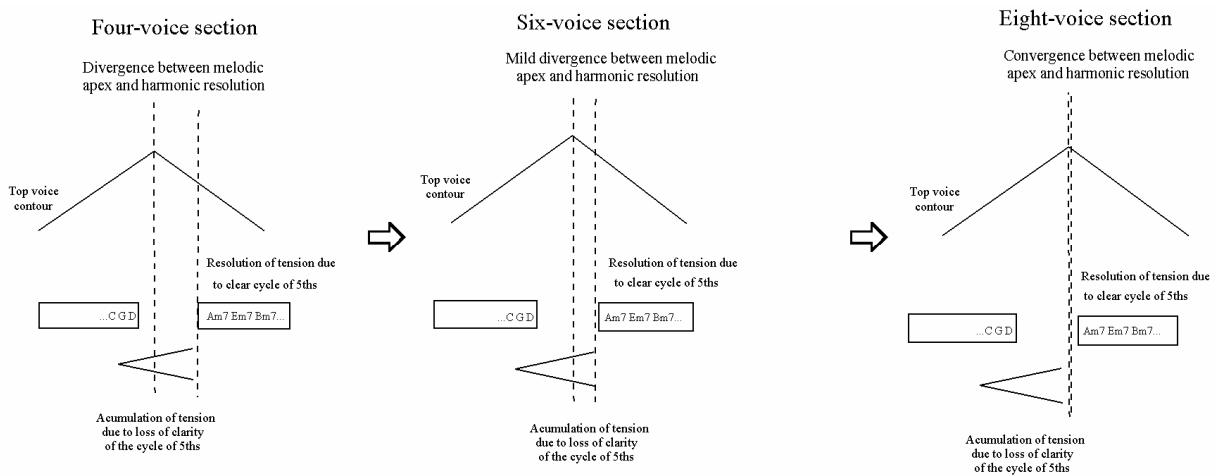 Four-voice section
Divergence between melodic
apex and harmonic resolution
Top voice
contour
Resolution of tension due
to clear cycle of 5ths
...C G D
Am7 Em7 Bm7...
Acumulation of tension
due to loss of clarity
of the cycle of 5ths
Six-voice section
Mild divergence between melodic
apex and harmonic resolution
Top voice
contour
Resolution of tension due
to clear cycle of 5ths
...C G D
Am7 Em7 Bm7...
Acumulation of tension
due to loss of clarity
of the cycle of 5ths
Eight-voice section
Convergence between melodic
apex and harmonic resolution
Top voice
contour
Resolution of tension due
to clear cycle of 5ths
...C G D
Am7 Em7 Bm7...
Acumulation of tension
due to loss of clarity
of the cycle of 5ths